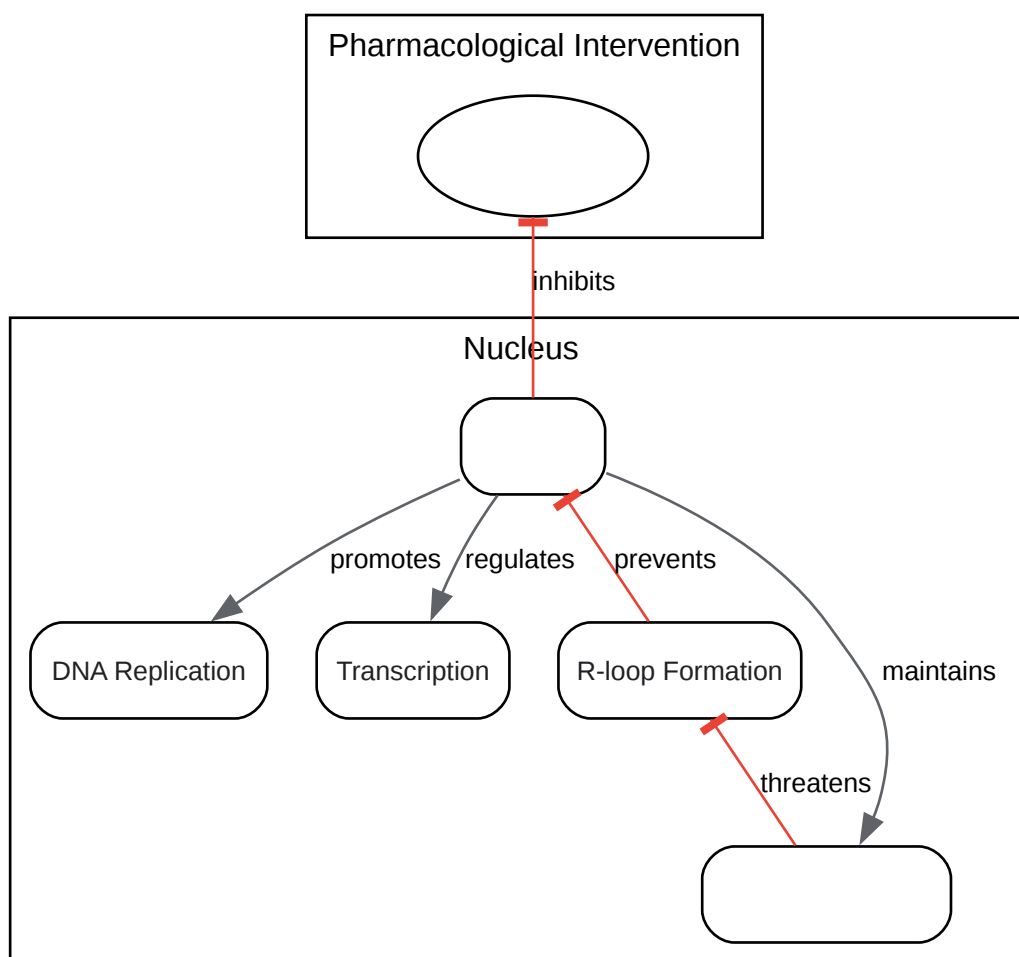 Pharmacological Intervention
inhibits
Nucleus
promotes
regulates
prevents
DNA Replication
Transcription
R-loop Formation
maintains
threatens